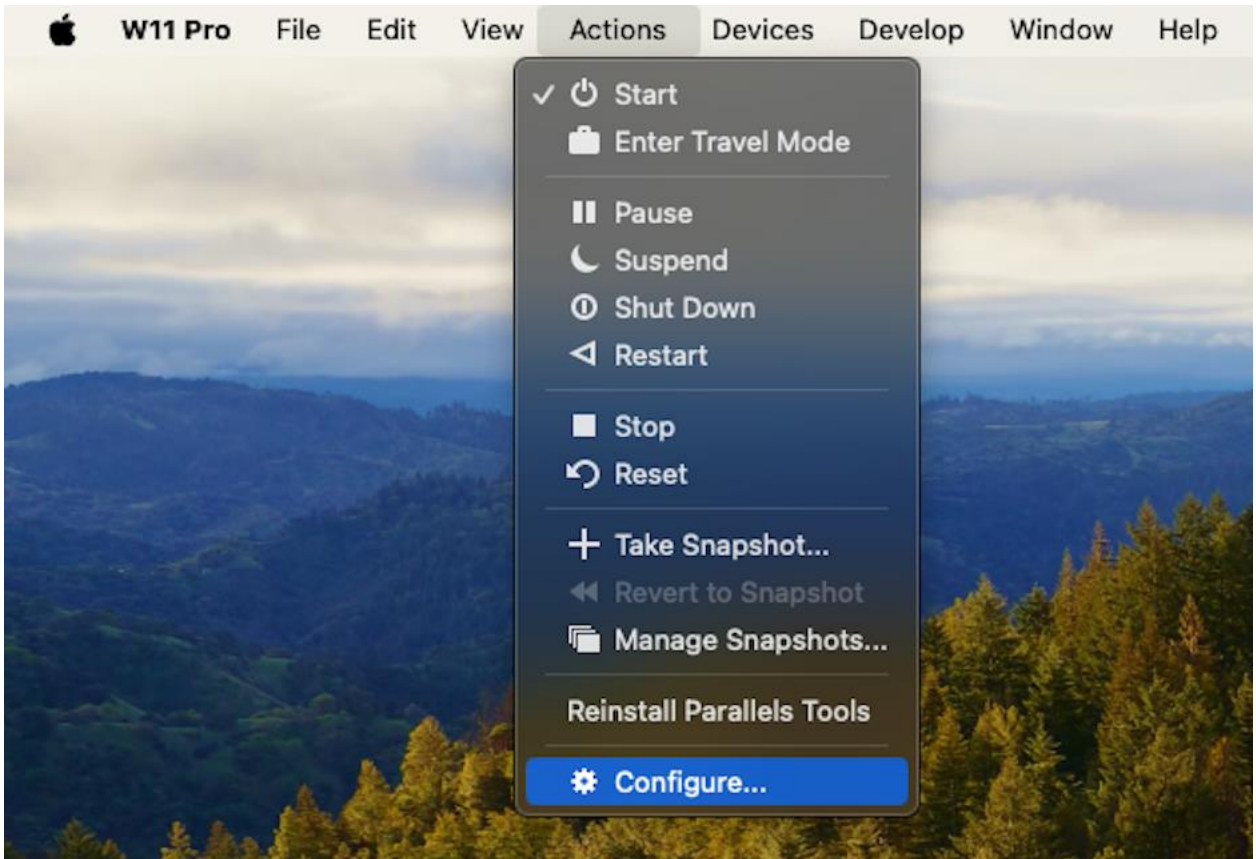 W11 Pro File Edit View Actions Devices Develop Window Help
Start
Enter Travel Mode
Pause
Suspend
Shut Down
Restart
Stop
Reset
Take Snapshot...
Revert to Snapshot
Manage Snapshots...
Reinstall Parallels Tools
Configure...